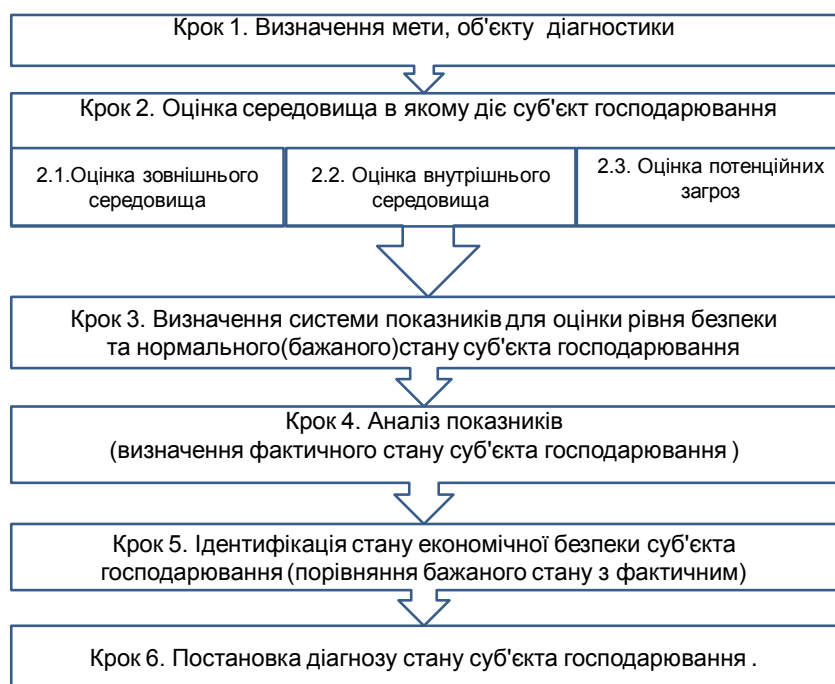 Крок 1. Визначення мети, об'єкту діагностики
Крок 2. Оцінка середовища в якому діє суб'єкт господарювання
2.1.Оцінка зовнішнього
середовища
2.2. Оцінка внутрішнього
середовища
2.3. Оцінка потенційних
загроз
Крок 3. Визначення системи показників для оцінки рівня безпеки
та нормального(бажаного)стану суб'єкта господарювання
Крок 4. Аналіз показників
(визначення фактичного стану суб'єкта господарювання )
Крок 5. Ідентифікація стану економічної безпеки суб'єкта
господарювання (порівняння бажаного стану з фактичним)
Крок 6. Постановка діагнозу стану суб'єкта господарювання .